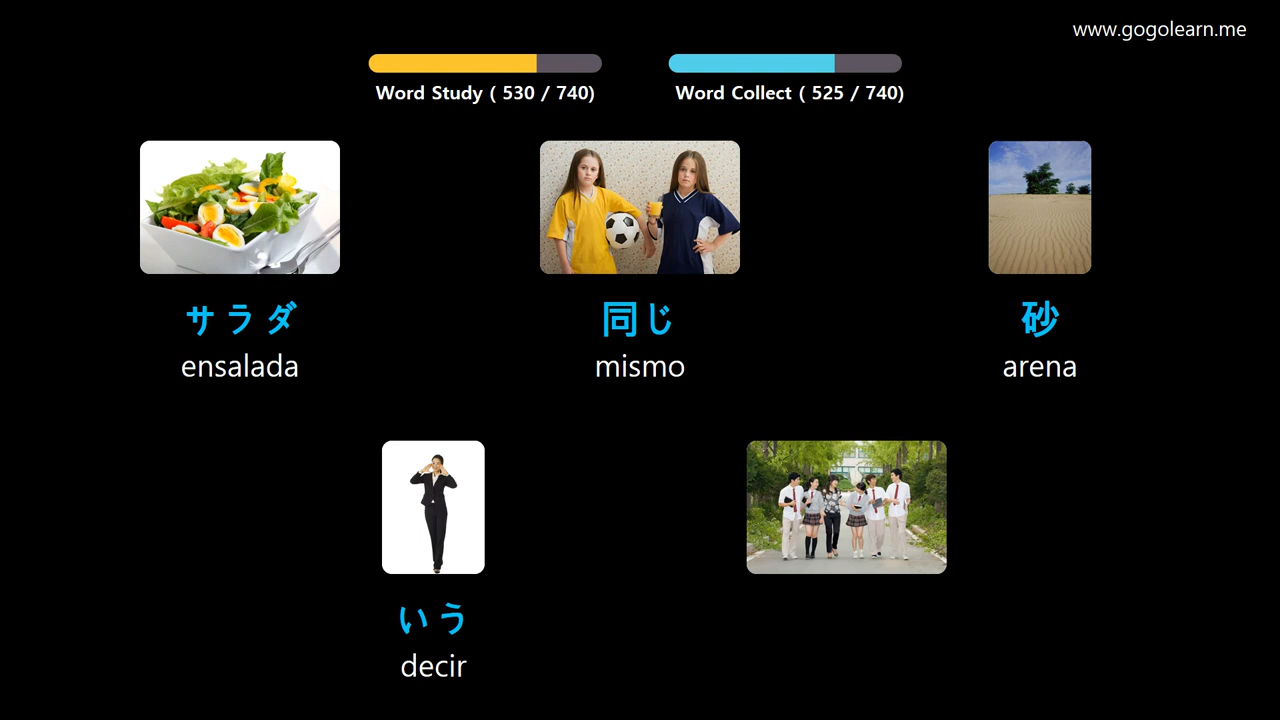 www.gogolearn.me
Word Study ( 530 / 740)
Word Collect ( 525 / 740)
サラダ
ensalada
同じ
mismo
砂
arena
いう
decir